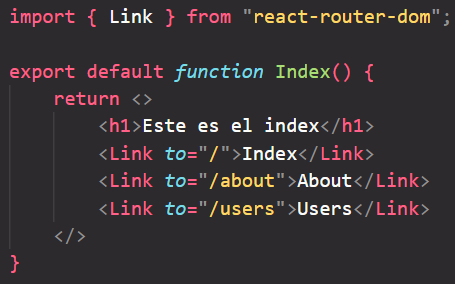 import { Link } from "react-router-dom";
export default function Index() {
return <>
<h1>Este es el index</h1>
<Link to="/">Index</Link>
<Link to="/about">About</Link>
<Link to="/users">Users</Link>
</>
}